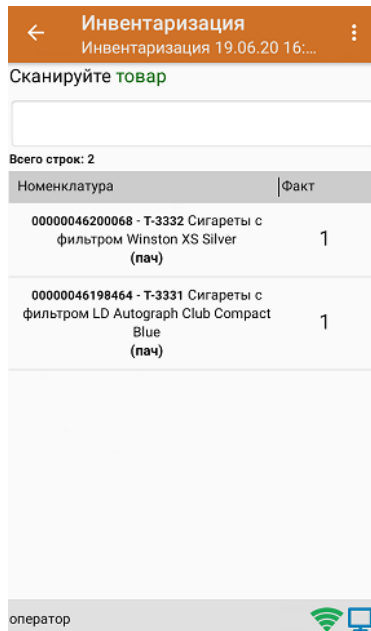 Инвентаризация
Инвентаризация 19.06.20 16:...
Сканируйте товар
Всего строк: 2
Номенклатура Факт
00000046200068 - Т-3332 Сигареты с
фильтром Winston XS Silver 1
(пач)
00000046198464 - Т-3331 Сигареты с
фильтром LD Autograph Club Compact 1
Blue
(пач)
оператор